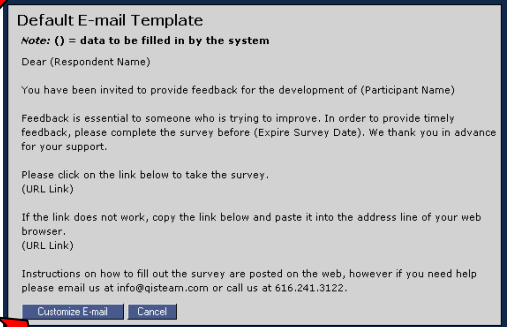 Default E-mail Template
Note: () = data to be filled in by the system
Dear (Respondent Name)
You have been invited to provide feedback for the development of (Participant Name)
Feedback is essential to someone who is trying to improve. In order to provide timely
feedback, please complete the survey before (Expire Survey Date). We thank you in advance
for your support.
Please click on the link below to take the survey.
(URL Link)
If the link does not work, copy the link below and paste it into the address line of your web
browser.
(URL Link)
Instructions on how to fill out the survey are posted on the web, however if you need help
please email us at info@qisteam.com or call us at 616.241.3122.
Customize E-mail Cancel